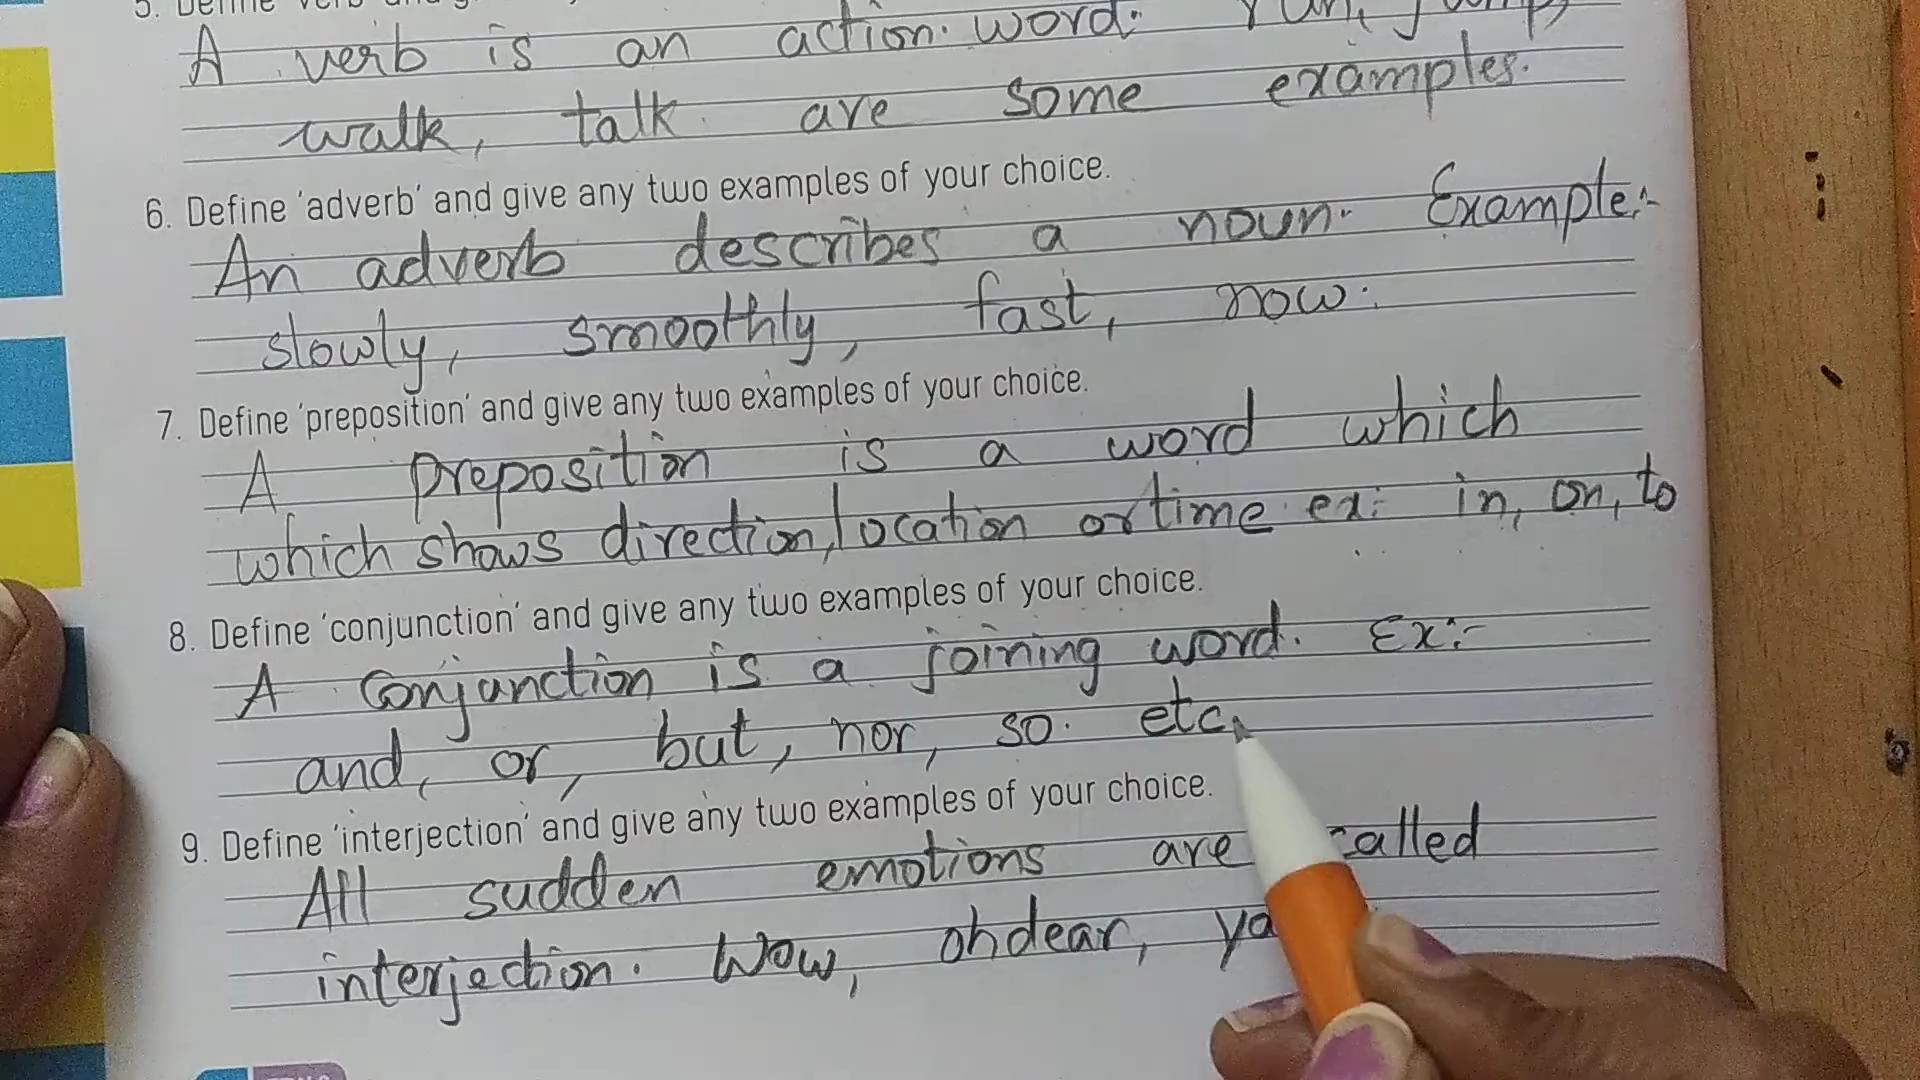 5. Define
A verb is an action. word. run, jump,
walk, talk are some examples.
6. Define 'adverb' and give any two examples of your choice.
An adverb describes a noun. Example:-
slowly, smoothly, fast, now.
7. Define 'preposition' and give any two examples of your choice.
A preposition is a word which
which shows direction, location or time ex: in, on, to
8. Define 'conjunction' and give any two examples of your choice.
A conjunction is a joining word. Ex:-
and, or, but, nor, so. etc.
9. Define 'interjection' and give any two examples of your choice.
All sudden emotions are called
interjection. Wow, ohdear,